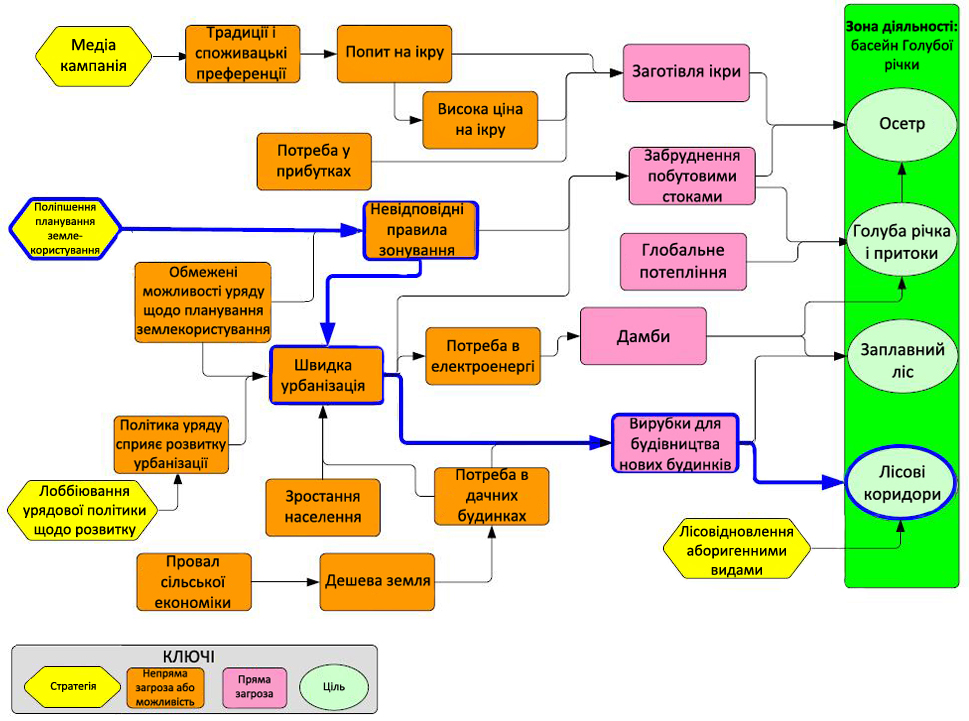 Медіа
кампанія
Традиції і
споживацькі
преференції
Попит на ікру
Висока ціна
на ікру
Потреба у
прибутках
Заготівля ікри
Зона діяльності:
басейн Голубої
річки
Осетр
Забруднення
побутовими
стоками
Поліпшення
планування
земле-
користування
Невідповідні
правила
зонування
Глобальне
потепління
Голуба річка
і притоки
Обмежені
можливості уряду
щодо планування
землекористування
Швидка
урбанізація
Потреба в
електроенергі
Дамби
Заплавний
ліс
Політика уряду
сприяє розвитку
урбанізації
Вирубки для
будівництва
нових будинків
Лоббіювання
урядової політики
щодо розвитку
Зростання
населення
Потреба в
дачних
будинках
Лісові
коридори
Лісовідновлення
аборигенними
видами
Провал
сільської
економіки
Дешева земля
КЛЮЧІ
Стратегія
Непряма
загроза або
можливість
Пряма
загроза
Ціль